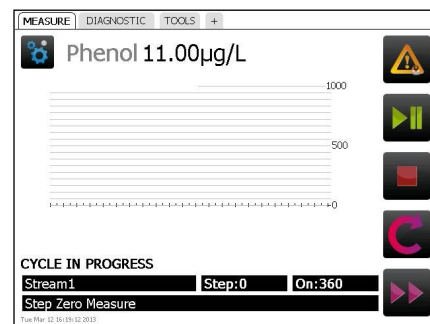 MEASURE DIAGNOSTIC TOOLS +
Phenol 11.00µg/L
1000
500
0
CYCLE IN PROGRESS
Stream1 Step:0 On:360
Step Zero Measure
Tue Mar 12 16:19:12 2013